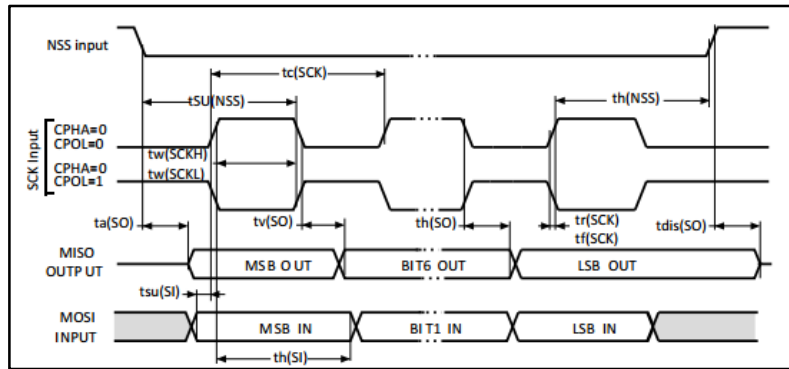 NSS input
tc(SCK)
tSU(NSS)
th(NSS)
SCK Input
CPHA=0
CPOL=0
tw(SCKH)
CPHA=0
CPOL=1
tw(SCKL)
ta(SO)
tv(SO)
th(SO)
tr(SCK)
tf(SCK)
tdis(SO)
MISO
OUTPUT
MSB OUT
BIT6 OUT
LSB OUT
tsu(SI)
MOSI
INPUT
MSB IN
BIT1 IN
LSB IN
th(SI)